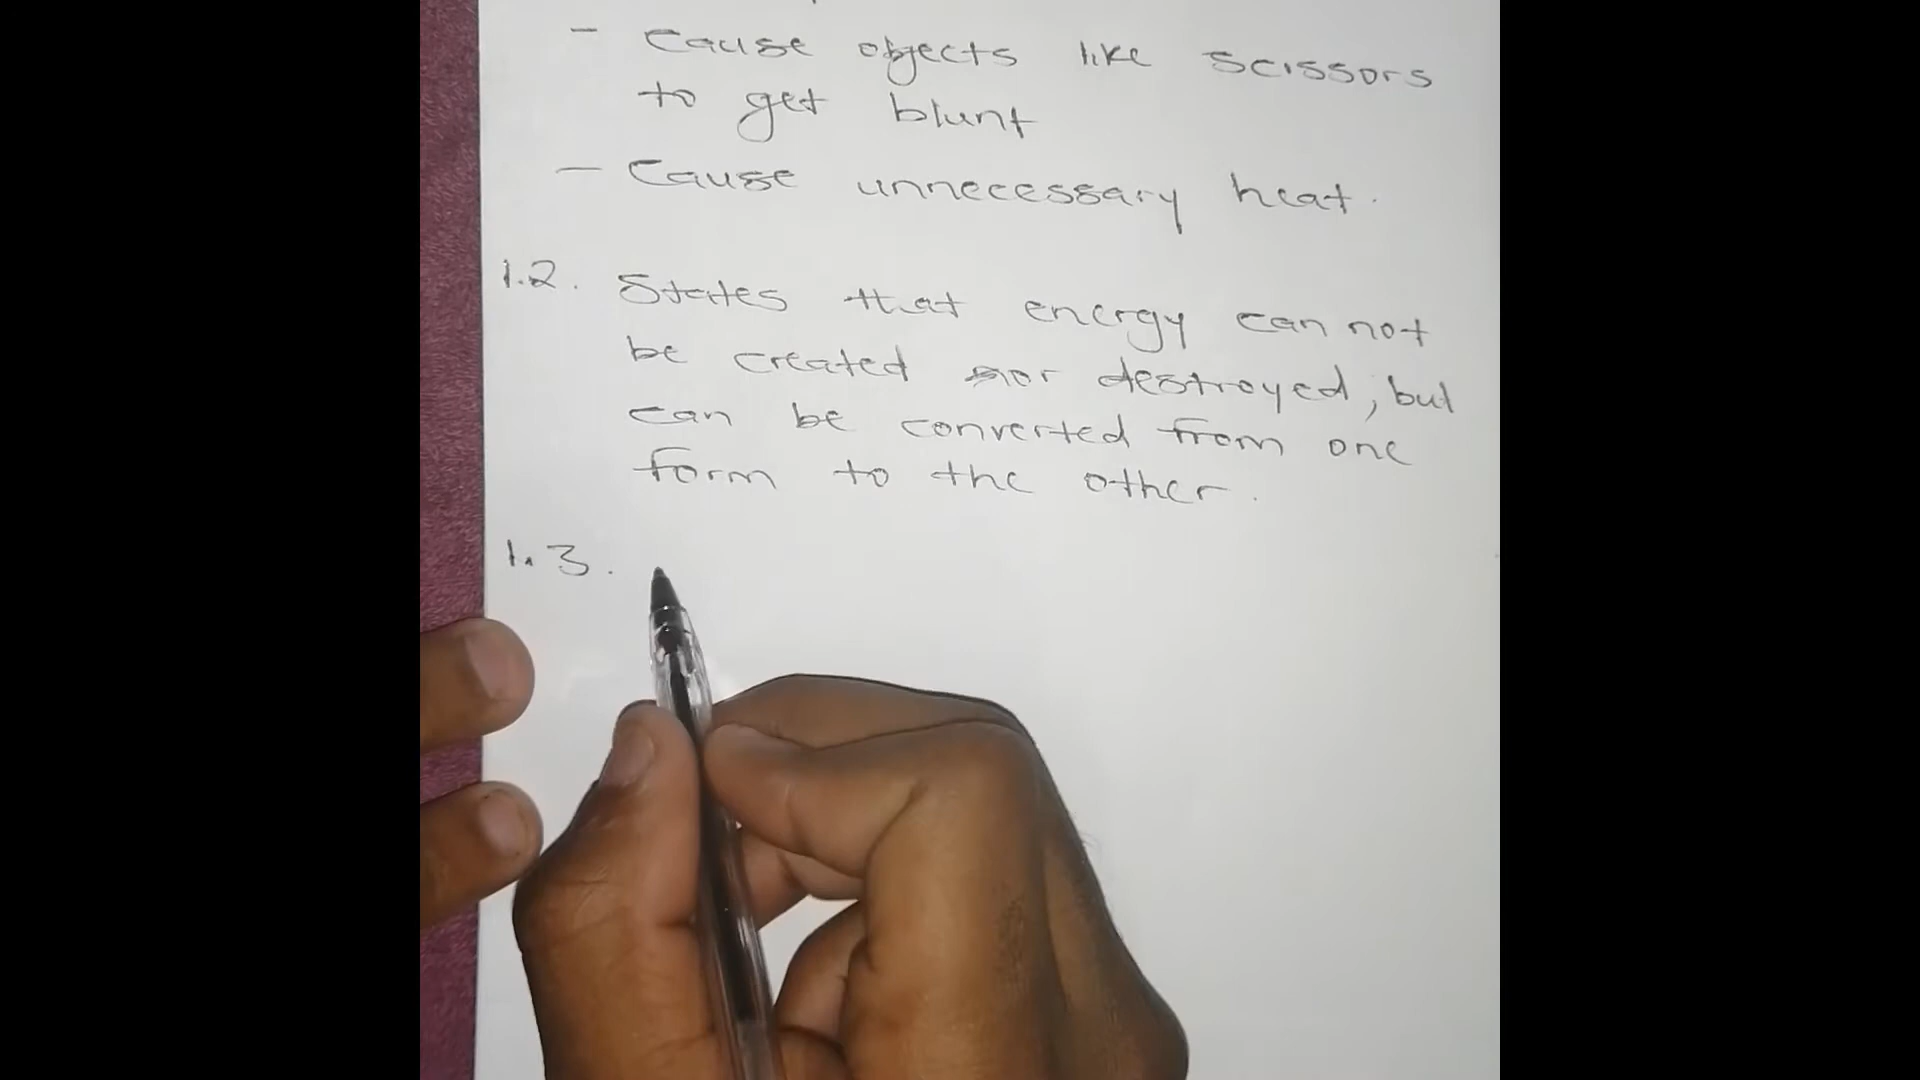 - Cause objects like scissors
to get blunt
- Cause unnecessary heat.
1.2. States that energy can not
be created nor destroyed, but
can be converted from one
form to the other.
1.3.